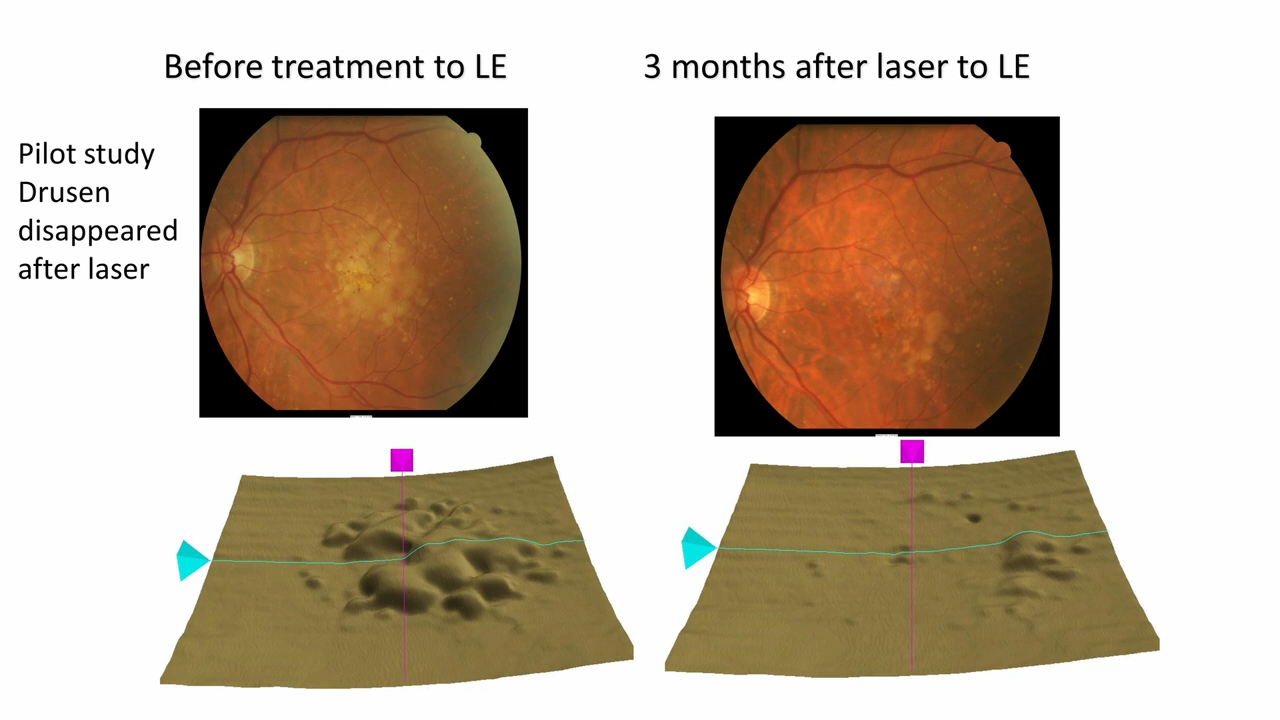 Before treatment to LE
3 months after laser to LE
Pilot study
Drusen
disappeared
after laser